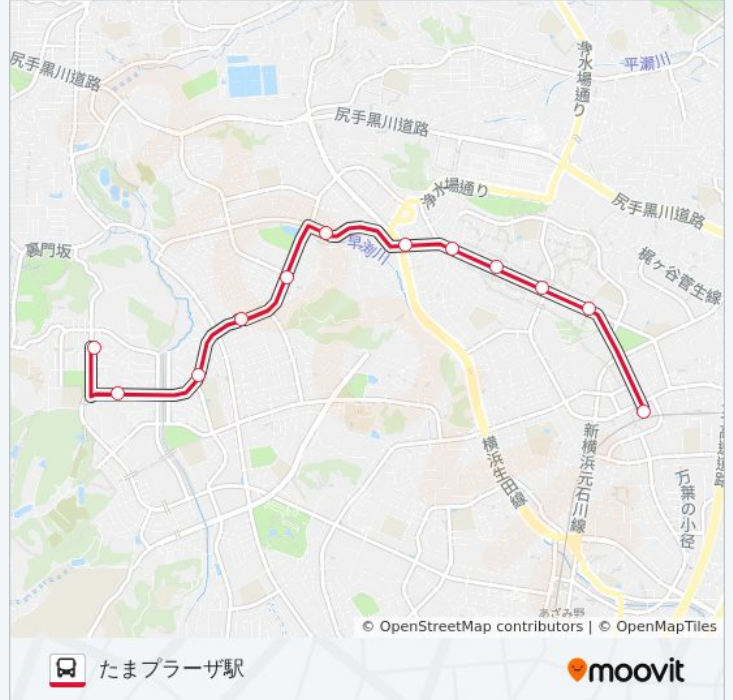 尻手黒川道路
浄水場通り
平瀬川
尻手黒川道路
浄水場通り
尻手黒川道路
裏門坂
早渕川
梶ヶ谷菅生線
横浜生田線
新横浜元石川線
万葉の小径
あざみ野
© OpenStreetMap contributors | © OpenMapTiles
たまプラーザ駅
moovit